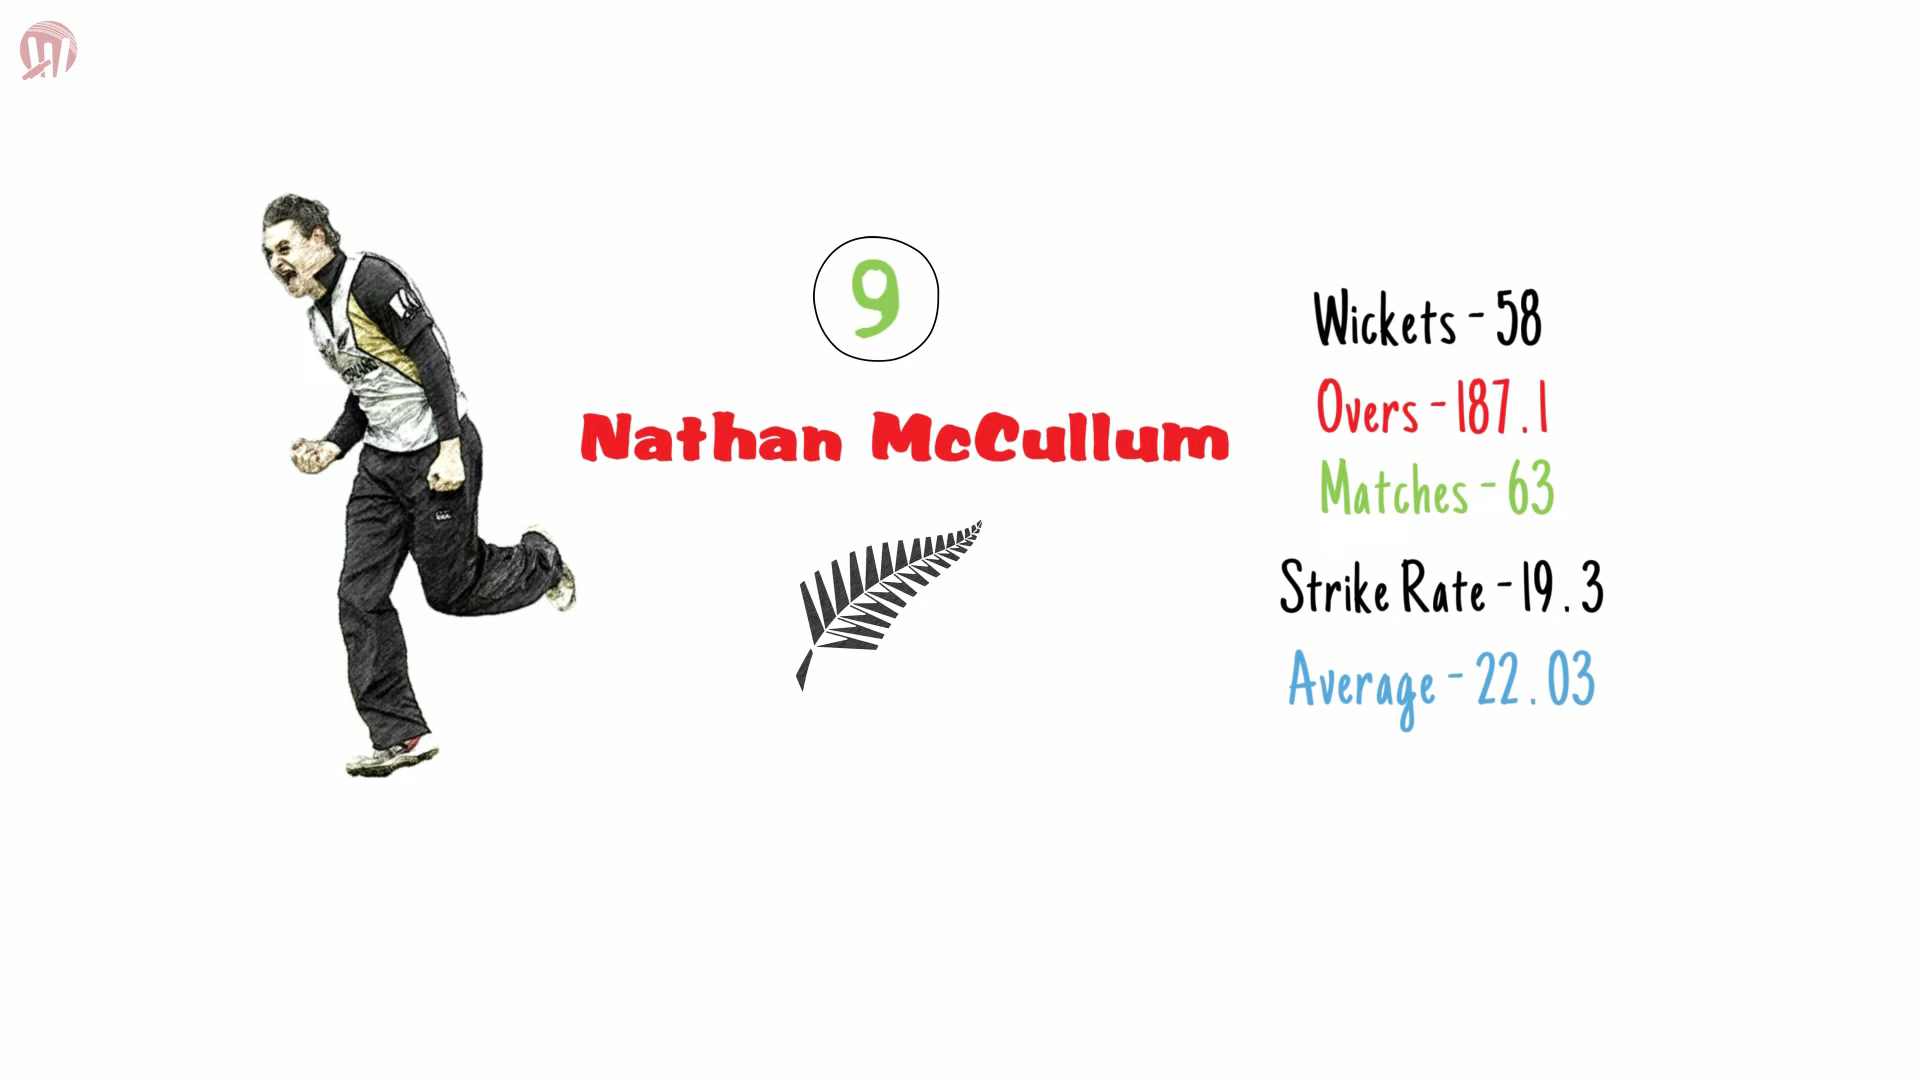 9
Nathan McCullum
Wickets - 58
Overs - 187.1
Matches - 63
Strike Rate - 19.3
Average - 22.03